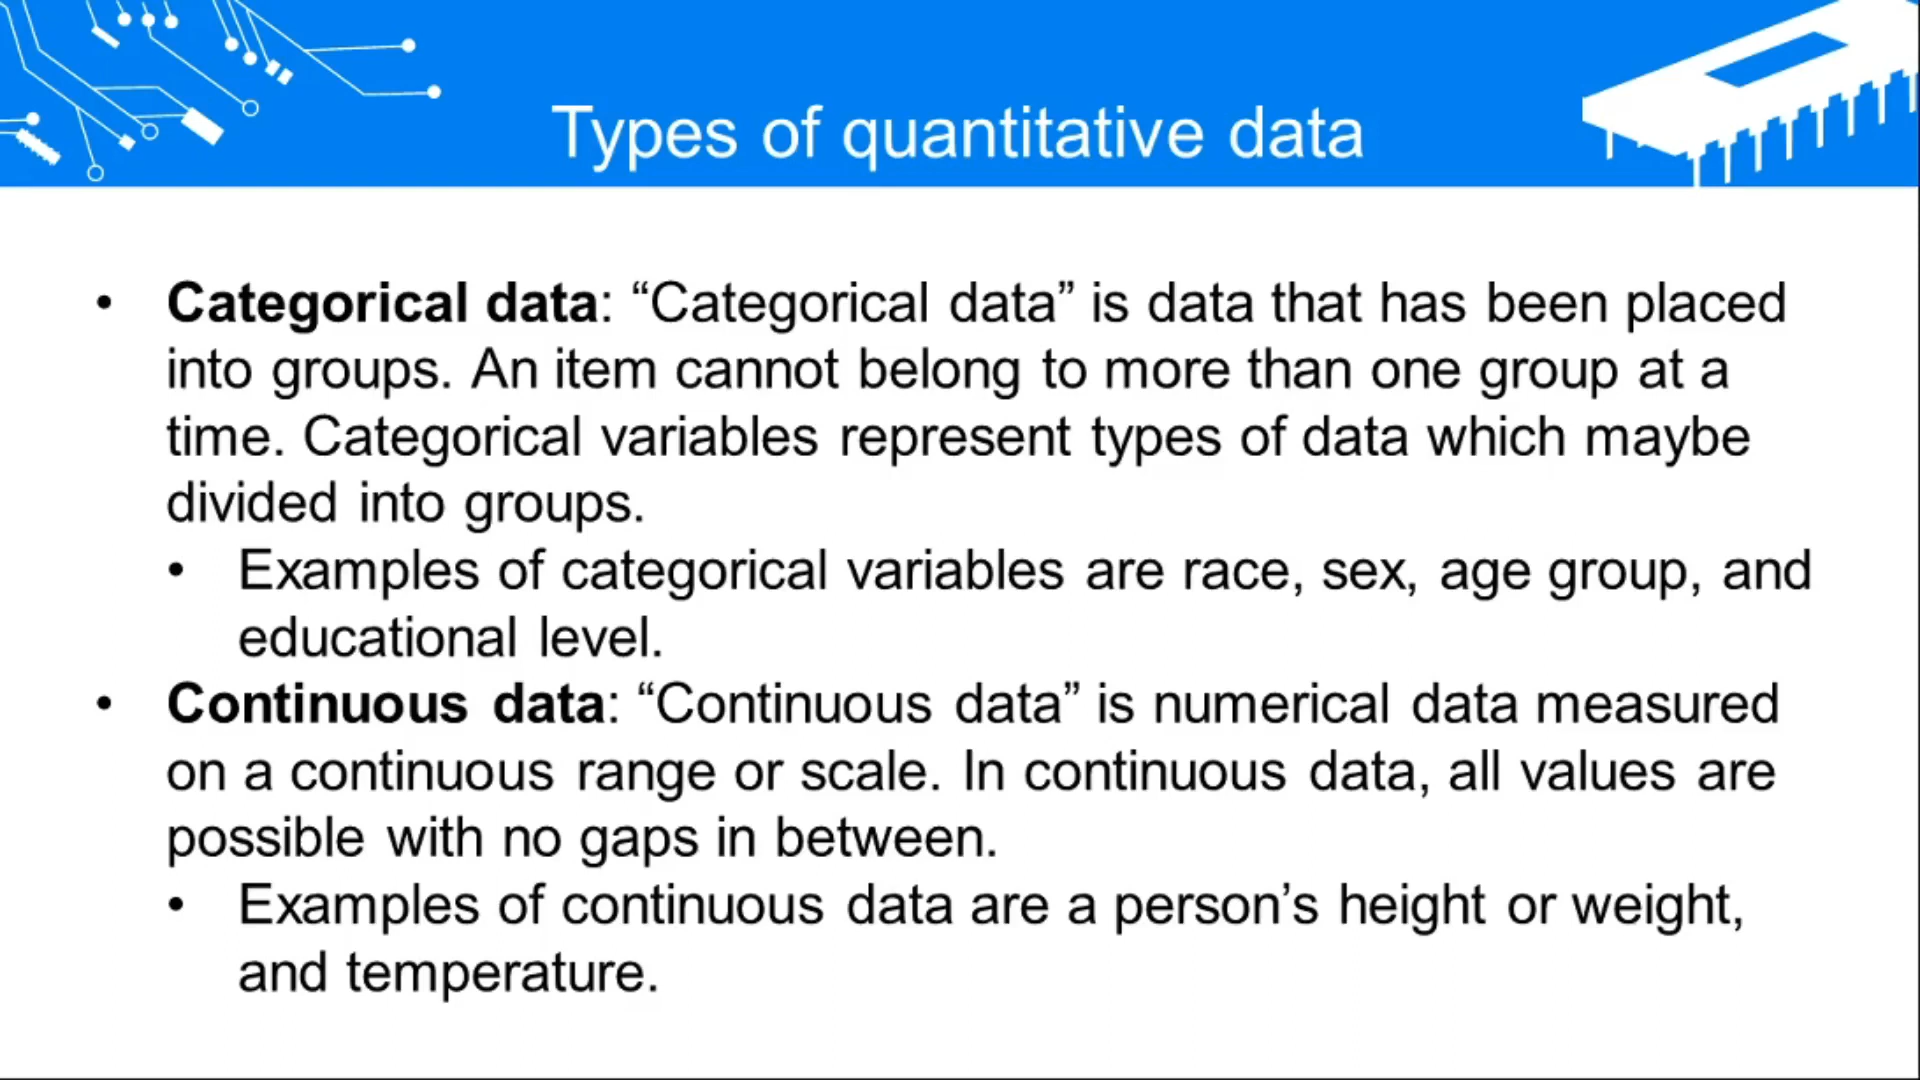 Types of quantitative data
• Categorical data: “Categorical data” is data that has been placed
into groups. An item cannot belong to more than one group at a
time. Categorical variables represent types of data which maybe
divided into groups.
• Examples of categorical variables are race, sex, age group, and
educational level.
• Continuous data: “Continuous data” is numerical data measured
on a continuous range or scale. In continuous data, all values are
possible with no gaps in between.
• Examples of continuous data are a person’s height or weight,
and temperature.